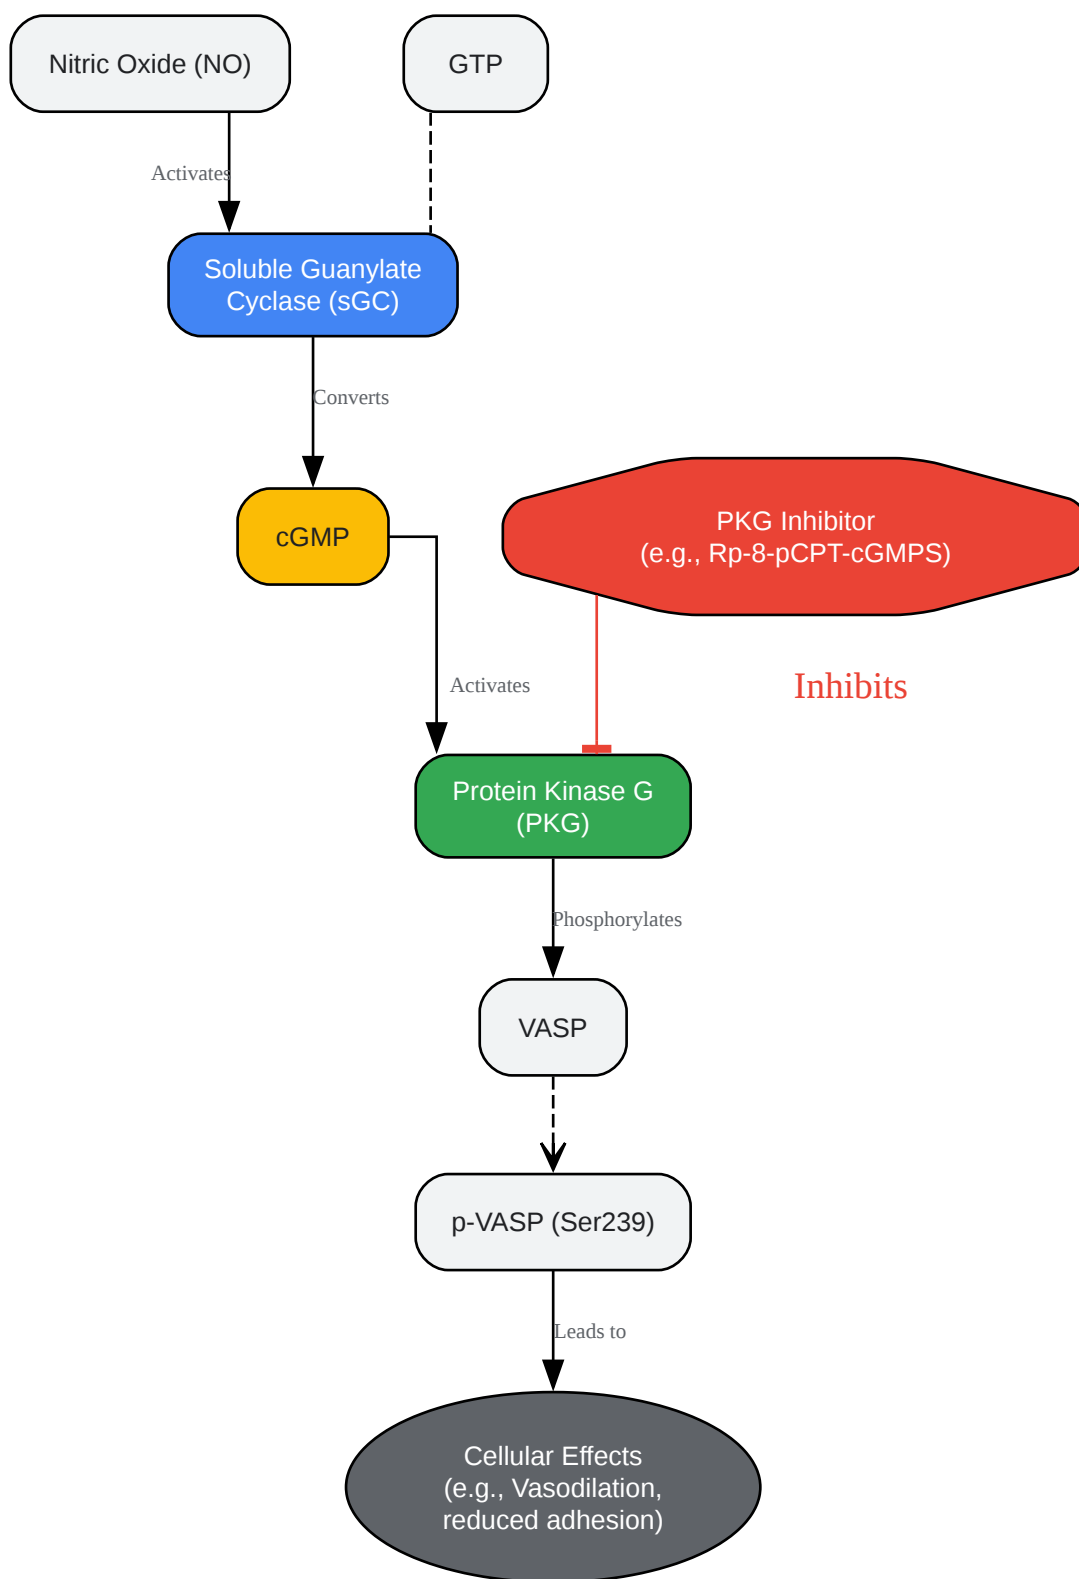 Nitric Oxide (NO)
GTP
Activates
Soluble Guanylate
Cyclase (sGC)
Converts
cGMP
PKG Inhibitor
(e.g., Rp-8-pCPT-cGMPS)
Activates
Inhibits
Protein Kinase G
(PKG)
Phosphorylates
VASP
p-VASP (Ser239)
Leads to
Cellular Effects
(e.g., Vasodilation,
reduced adhesion)